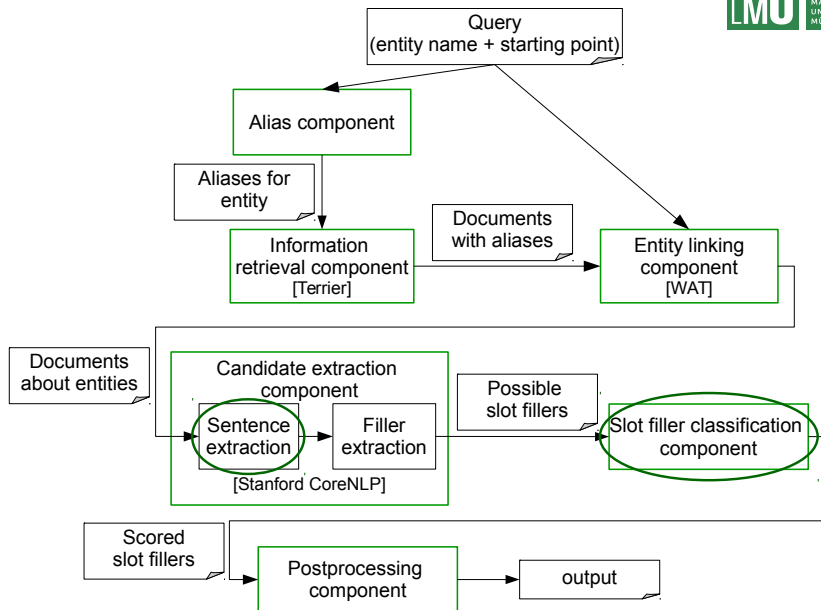 Query
(entity name + starting point)
LMU
Alias component
Aliases for
entity
Information
retrieval component
[Terrier]
Documents
with aliases
Entity linking
component
[WAT]
Documents
about entities
Candidate extraction
component
Sentence
extraction
Filler
extraction
[Stanford CoreNLP]
Possible
slot fillers
Slot filler classification
component
Scored
slot fillers
Postprocessing
component
output